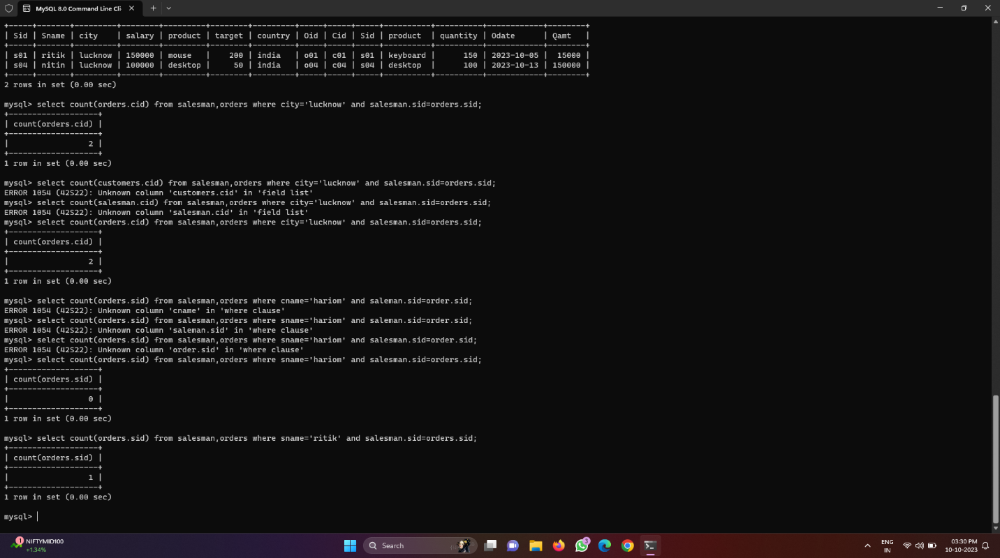 MySQL 8.0 Command Line Cli
+-----+-------+---------+--------+---------+--------+---------+-----+-----+-----+----------+----------+------------+--------+
| Sid | Sname | city    | salary | product | target | country | Oid | Cid | Sid | product  | quantity | Odate      | Qamt   |
+-----+-------+---------+--------+---------+--------+---------+-----+-----+-----+----------+----------+------------+--------+
| s01 | ritik | lucknow | 150000 | mouse   |    200 | india   | o01 | c01 | s01 | keyboard |      150 | 2023-10-05 |  15000 |
| s04 | nitin | lucknow | 100000 | desktop |     50 | india   | o04 | c04 | s04 | desktop  |      100 | 2023-10-13 | 150000 |
+-----+-------+---------+--------+---------+--------+---------+-----+-----+-----+----------+----------+------------+--------+
2 rows in set (0.00 sec)
mysql> select count(orders.cid) from salesman,orders where city='lucknow' and salesman.sid=orders.sid;
+-------------------+
| count(orders.cid) |
+-------------------+
|                 2 |
+-------------------+
1 row in set (0.00 sec)
mysql> select count(customers.cid) from salesman,orders where city='lucknow' and salesman.sid=orders.sid;
ERROR 1054 (42S22): Unknown column 'customers.cid' in 'field list'
mysql> select count(salesman.cid) from salesman,orders where city='lucknow' and salesman.sid=orders.sid;
ERROR 1054 (42S22): Unknown column 'salesman.cid' in 'field list'
mysql> select count(orders.cid) from salesman,orders where city='lucknow' and salesman.sid=orders.sid;
+-------------------+
| count(orders.cid) |
+-------------------+
|                 2 |
+-------------------+
1 row in set (0.00 sec)
mysql> select count(orders.sid) from salesman,orders where cname='hariom' and saleman.sid=order.sid;
ERROR 1054 (42S22): Unknown column 'cname' in 'where clause'
mysql> select count(orders.sid) from salesman,orders where sname='hariom' and saleman.sid=order.sid;
ERROR 1054 (42S22): Unknown column 'saleman.sid' in 'where clause'
mysql> select count(orders.sid) from salesman,orders where sname='hariom' and salesman.sid=order.sid;
ERROR 1054 (42S22): Unknown column 'order.sid' in 'where clause'
mysql> select count(orders.sid) from salesman,orders where sname='hariom' and salesman.sid=orders.sid;
+-------------------+
| count(orders.sid) |
+-------------------+
|                 0 |
+-------------------+
1 row in set (0.00 sec)
mysql> select count(orders.sid) from salesman,orders where sname='ritik' and salesman.sid=orders.sid;
+-------------------+
| count(orders.sid) |
+-------------------+
|                 1 |
+-------------------+
1 row in set (0.00 sec)
mysql>
1 NIFTYMID100
+1.34%
Search
3
ENG
IN
03:30 PM
10-10-2023